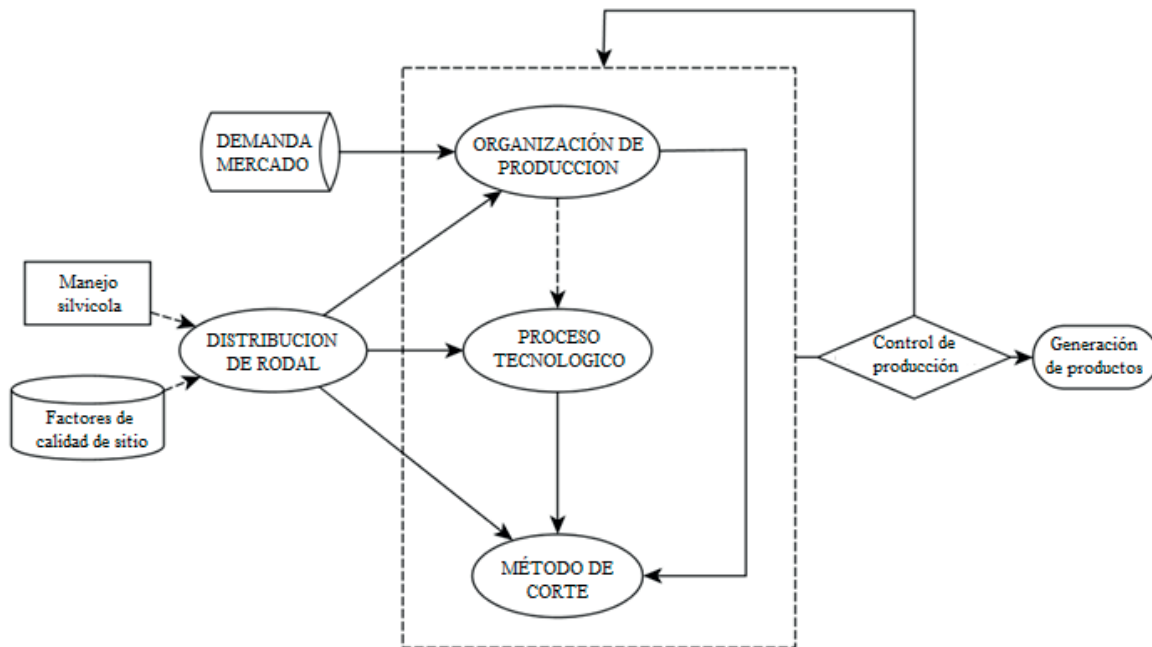 DEMANDA
MERCADO
ORGANIZACIÓN DE
PRODUCCION
Manejo
silvicola
DISTRIBUCION
DE RODAL
PROCESO
TECNOLOGICO
Control de
producción
Generación
de productos
Factores de
calidad de sitio
MÉTODO DE
CORTE